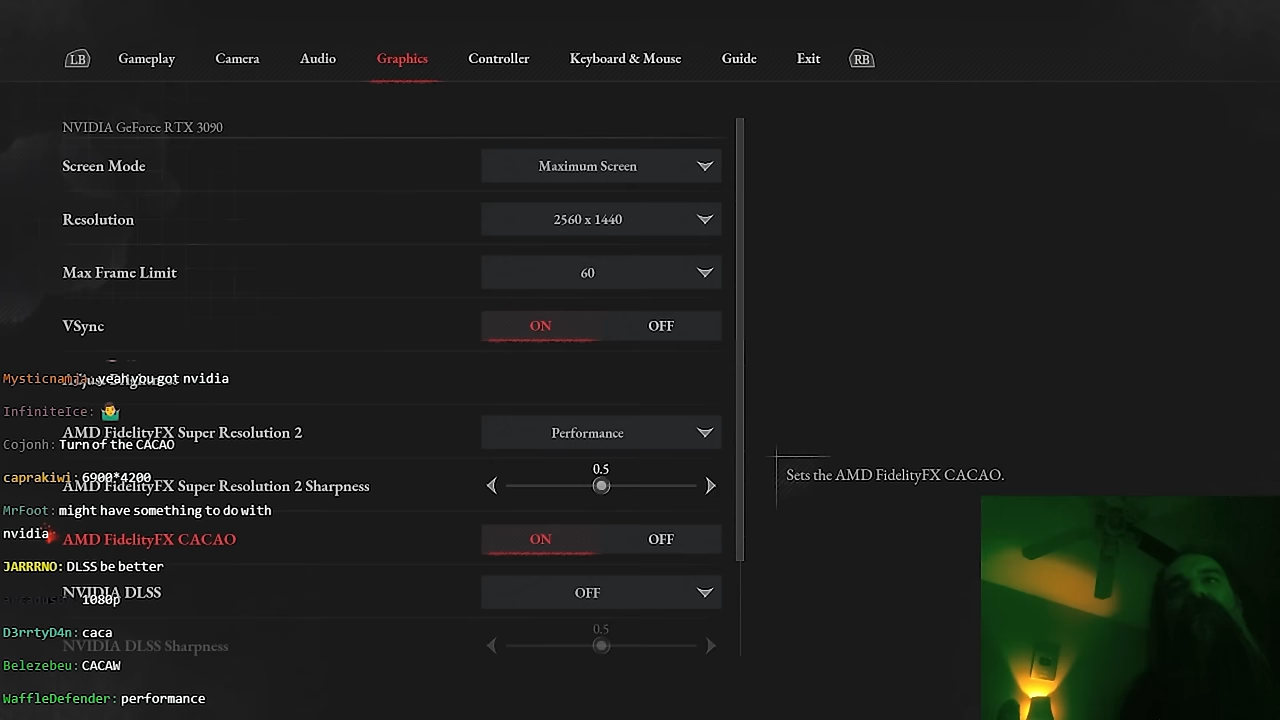 LB Gameplay Camera Audio Graphics Controller Keyboard & Mouse Guide Exit RB
NVIDIA GeForce RTX 3090
Screen Mode Maximum Screen
Resolution 2560 x 1440
Max Frame Limit 60
VSync ON OFF
AMD FidelityFX Super Resolution 2 Performance
0.5
AMD FidelityFX Super Resolution 2 Sharpness
AMD FidelityFX CACAO ON OFF
NVIDIA DLSS OFF
0.5
NVIDIA DLSS Sharpness
Sets the AMD FidelityFX CACAO.
yeah you got nvidia
InfiniteIce:
Cojonh: Turn of the CACAO
caprakiwi: 6900*4200
MrFoot: might have something to do with
nvidia
JARRRNO: DLSS be better
1080p
D3rrtyD4n: caca
Belezebeu: CACAW
WaffleDefender: performance